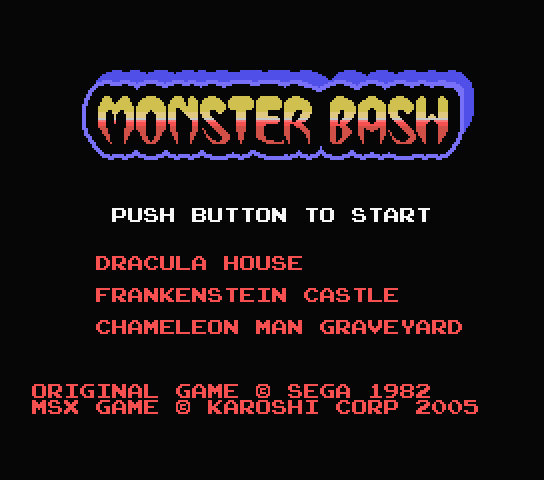 MONSTER BASH
PUSH BUTTON TO START
DRACULA HOUSE
FRANKENSTEIN CASTLE
CHAMELEON MAN GRAVEYARD
ORIGINAL GAME © SEGA 1982
MSX GAME © KAROSHI CORP 2005